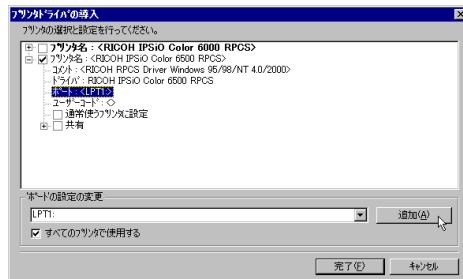 プリンタドライバの導入
プリンタの選択と設定を行ってください。
プリンタ名 : <RICOH IPSiO Color 6000 RPCS>
プリンタ名 : <RICOH IPSiO Color 6500 RPCS>
コメント : <RICOH RPCS Driver Windows 95/98/NT 4.0/2000>
ドライバ : RICOH IPSiO Color 6500 RPCS
ポート : <LPT1:>
ユーザーコード : <>
通常使うプリンタに設定
共有
'ポート'の設定の変更
LPT1:
追加(A)
すべてのプリンタで使用する
完了(F)
キャンセル